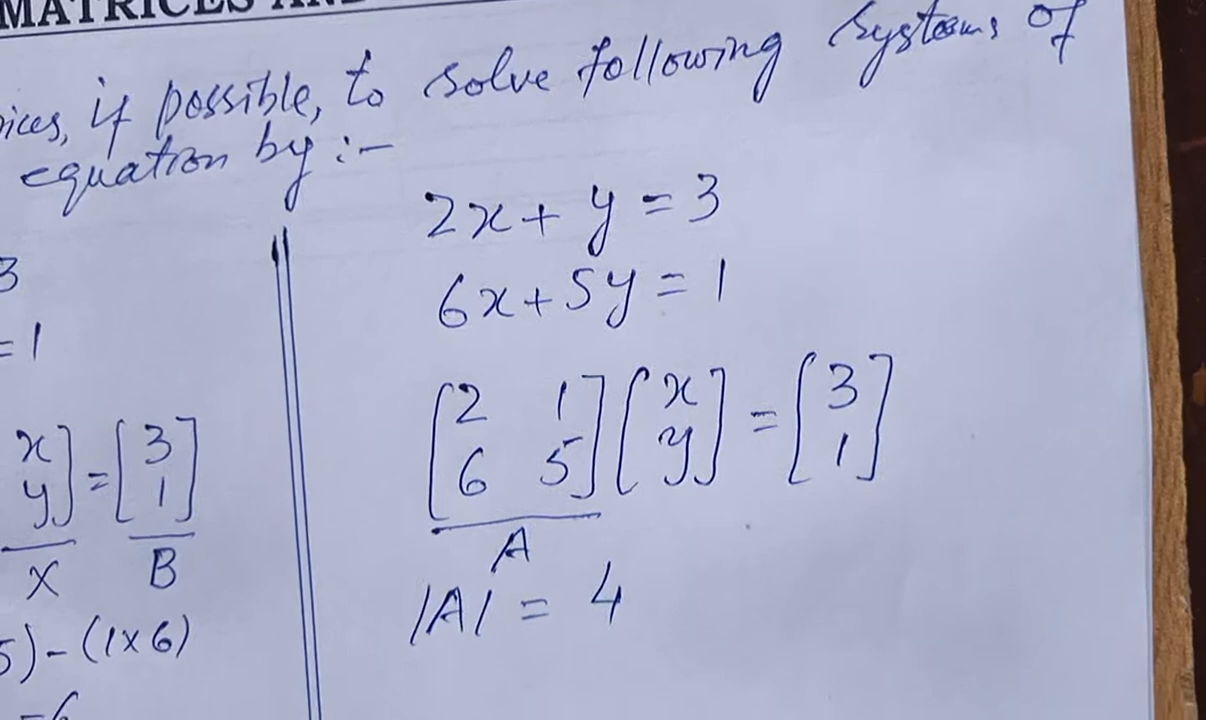 MATRICES AND
if possible, to solve following systems of
equation by :-
3
= 1
[x y] = [3 1]
X B
5) - (1×6)
2x + y = 3
6x + 5y = 1
[2 1
6 5] [x
y] = [3
1]
A
|A| = 4